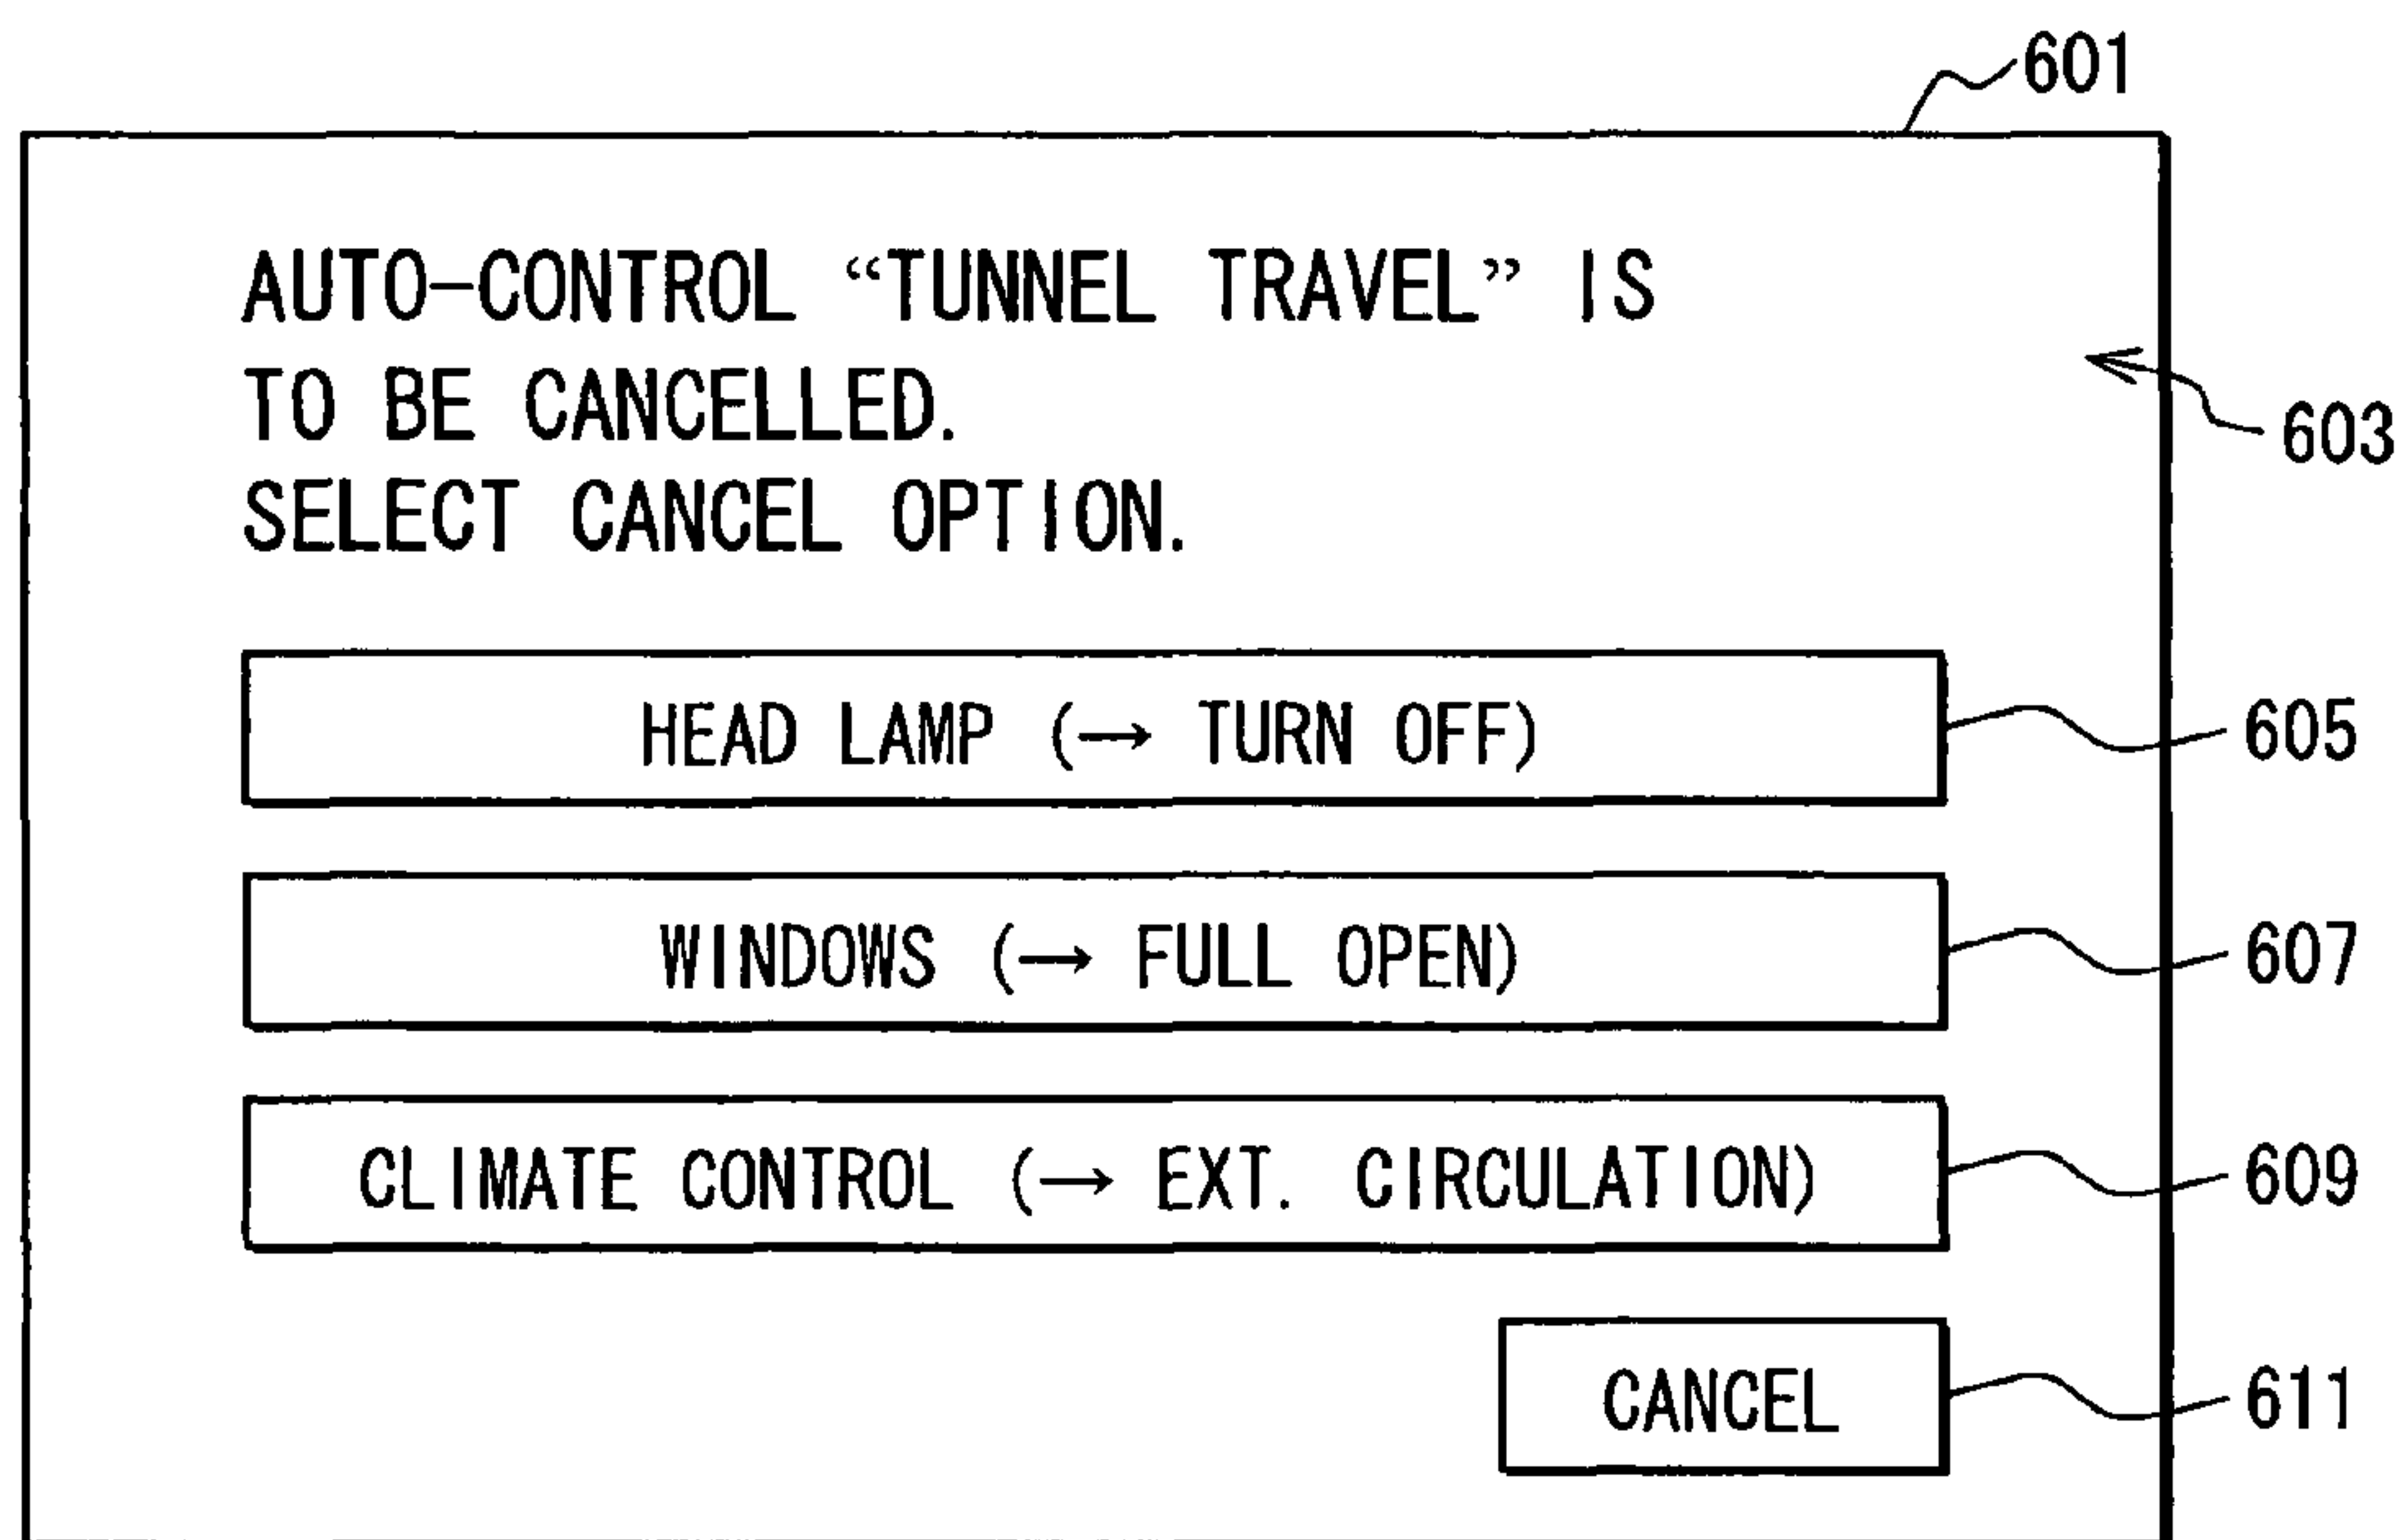 601
AUTO-CONTROL “TUNNEL TRAVEL” IS
TO BE CANCELLED.
603
SELECT CANCEL OPTION.
HEAD LAMP (→ TURN OFF)
605
WINDOWS (→ FULL OPEN)
607
CLIMATE CONTROL (→ EXT. CIRCULATION)
609
CANCEL
611